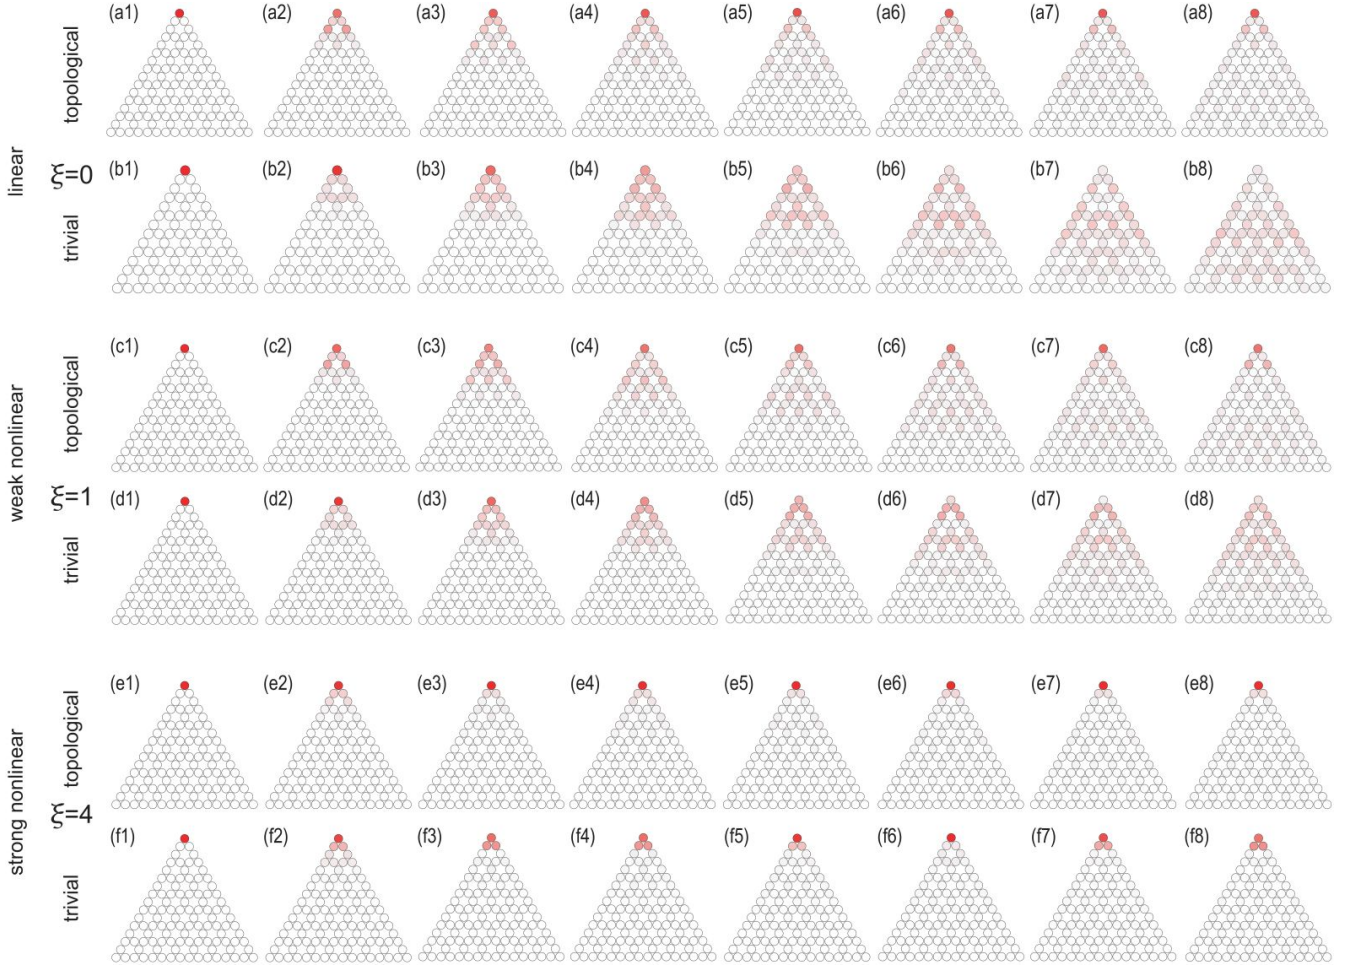 (a1) (a2) (a3) (a4) (a5) (a6) (a7) (a8)
topological
linear
ξ=0
(b1) (b2) (b3) (b4) (b5) (b6) (b7) (b8)
trivial
(c1) (c2) (c3) (c4) (c5) (c6) (c7) (c8)
topological
weak nonlinear
ξ=1
(d1) (d2) (d3) (d4) (d5) (d6) (d7) (d8)
trivial
(e1) (e2) (e3) (e4) (e5) (e6) (e7) (e8)
topological
strong nonlinear
ξ=4
(f1) (f2) (f3) (f4) (f5) (f6) (f7) (f8)
trivial